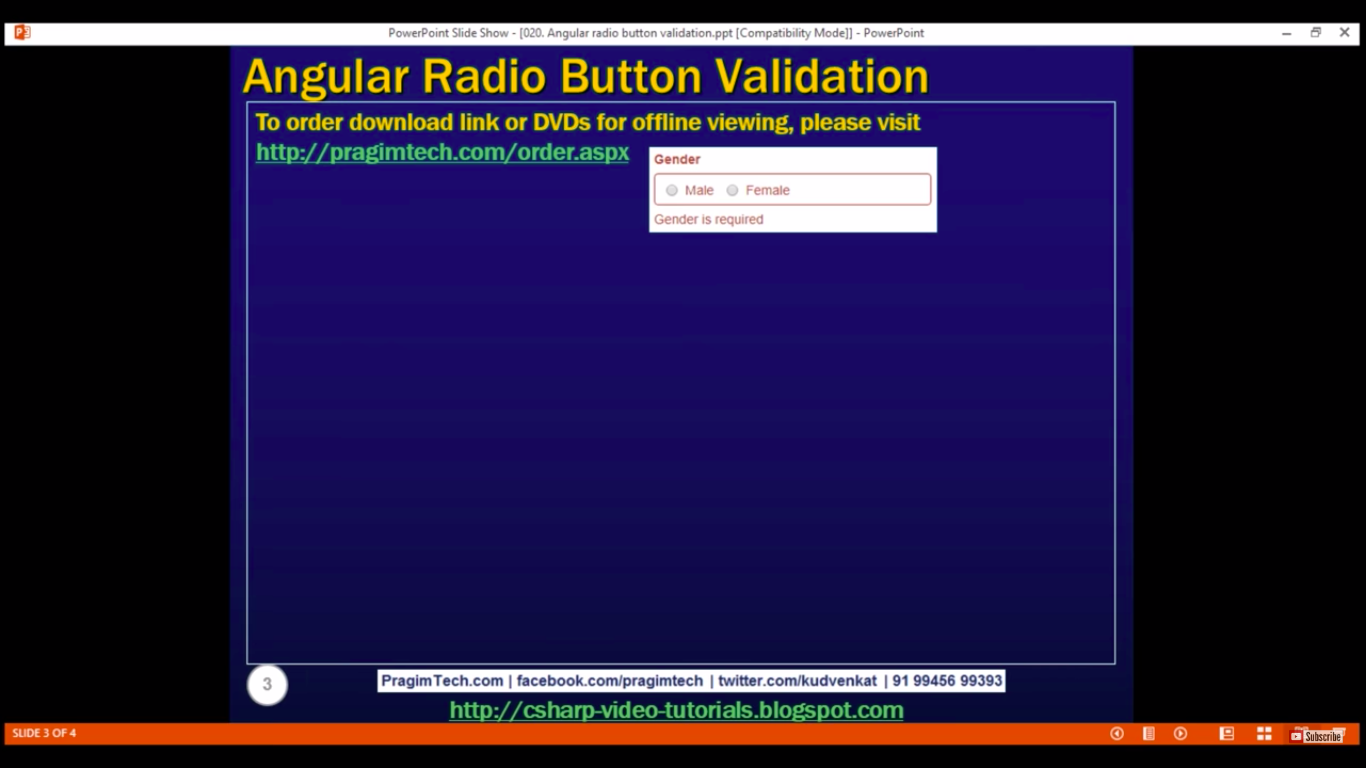 PowerPoint Slide Show - [020. Angular radio button validation.ppt [Compatibility Mode]] - PowerPoint
Angular Radio Button Validation
To order download link or DVDs for offline viewing, please visit
http://pragimtech.com/order.aspx
Gender
Male Female
Gender is required
3
PragimTech.com | facebook.com/pragimtech | twitter.com/kudvenkat | 91 99456 99393
http://csharp-video-tutorials.blogspot.com
SLIDE 3 OF 4
Subscribe